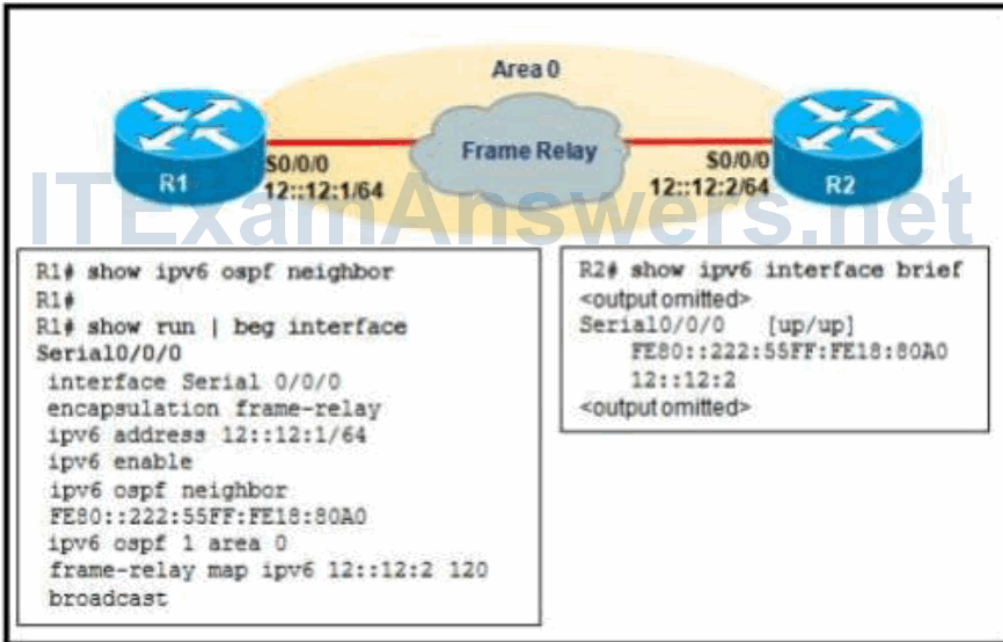 Area 0
Frame Relay
S0/0/0
12::12:1/64
S0/0/0
12::12:2/64
R1
R2
ITExamAnswers.net
R1# show ipv6 ospf neighbor
R1#
R1# show run | beg interface
Serial0/0/0
interface Serial 0/0/0
encapsulation frame-relay
ipv6 address 12::12:1/64
ipv6 enable
ipv6 ospf neighbor
FE80::222:55FF:FE18:80A0
ipv6 ospf 1 area 0
frame-relay map ipv6 12::12:2 120
broadcast
R2# show ipv6 interface brief
<output omitted>
Serial0/0/0 [up/up]
FE80::222:55FF:FE18:80A0
12::12:2
<output omitted>